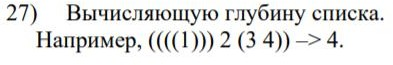 27) Вычисляющую глубину списка.
Например, ((((1))) 2 (3 4)) –> 4.